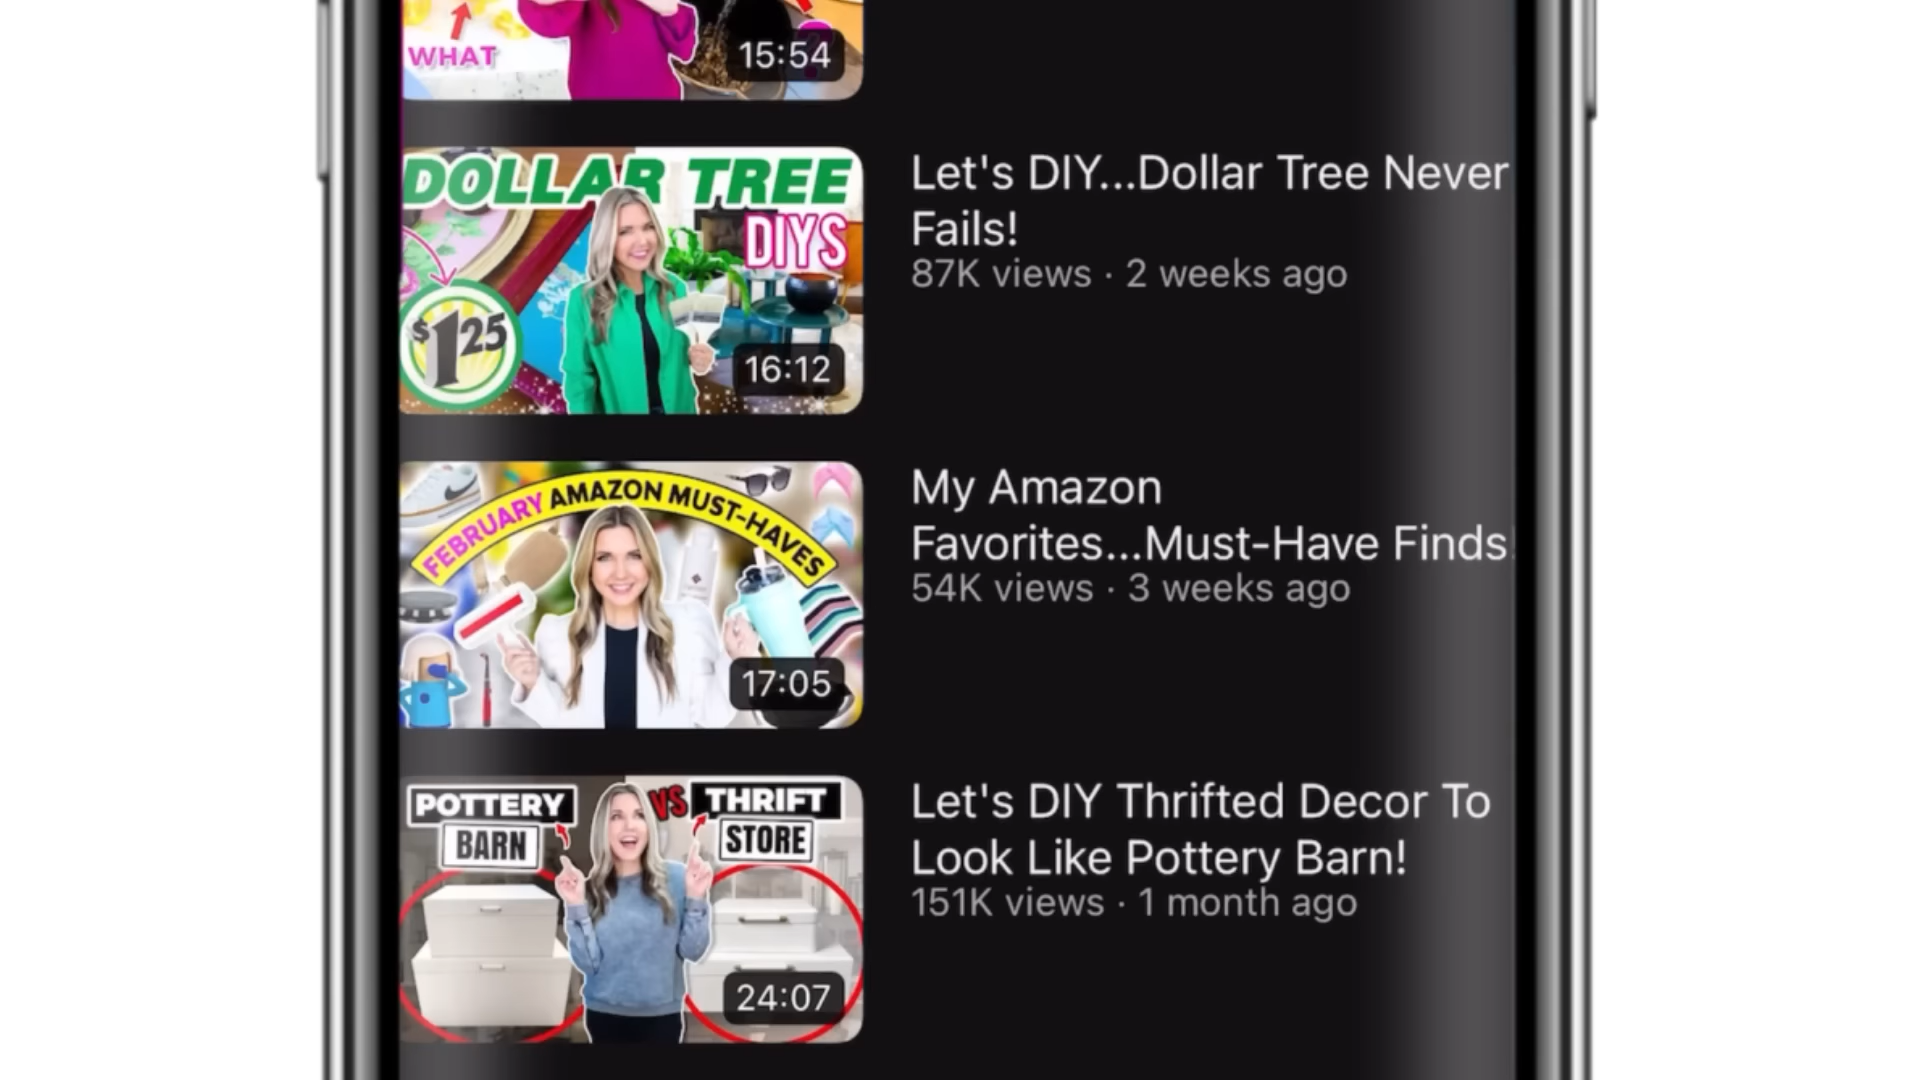 WHAT
15:54
DOLLAR TREE
DIYS
$1.25
16:12
Let's DIY...Dollar Tree Never
Fails!
87K views · 2 weeks ago
FEBRUARY AMAZON MUST-HAVES
17:05
My Amazon
Favorites...Must-Have Finds!
54K views · 3 weeks ago
POTTERY VS THRIFT
BARN STORE
24:07
Let's DIY Thrifted Decor To
Look Like Pottery Barn!
151K views · 1 month ago